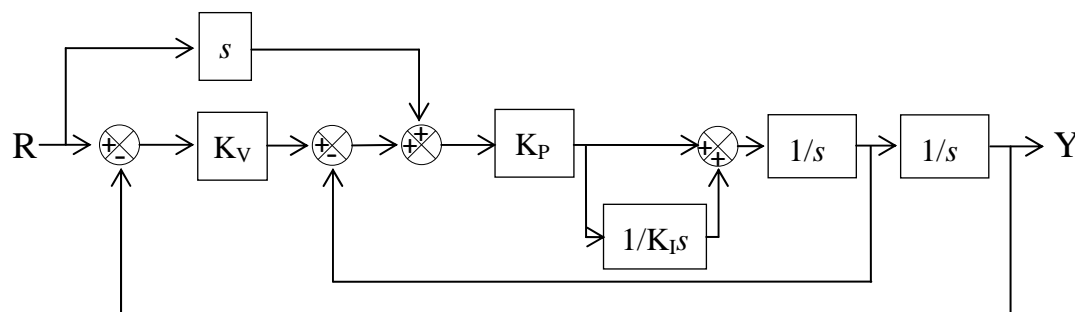 s
R + - K_V + - + + K_P + + 1/s 1/s Y
1/K_Is